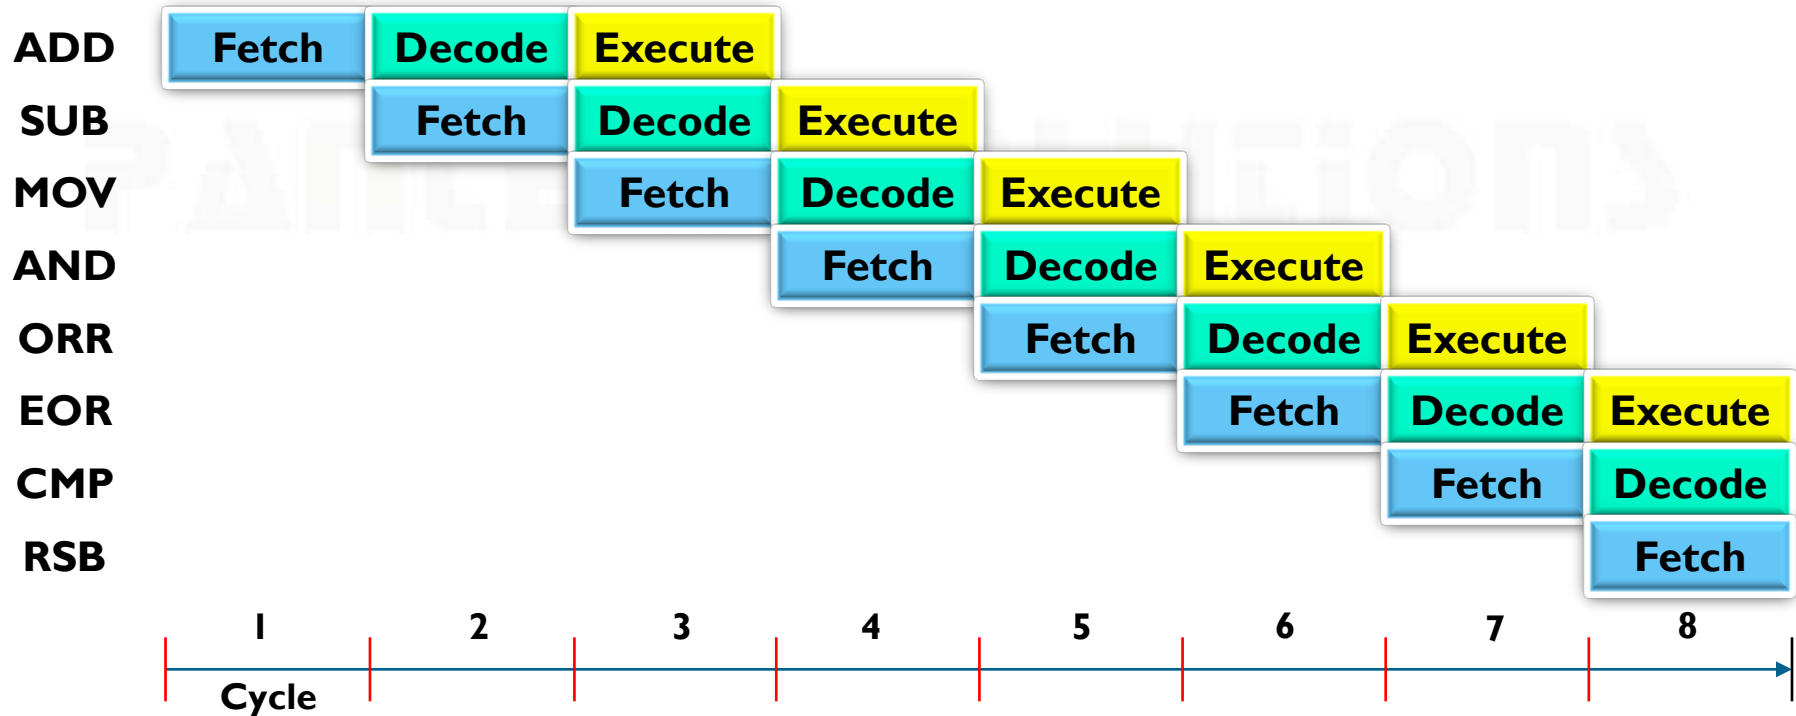 ADD Fetch Decode Execute
SUB Fetch Decode Execute
MOV Fetch Decode Execute
AND Fetch Decode Execute
ORR Fetch Decode Execute
EOR Fetch Decode Execute
CMP Fetch Decode
RSB Fetch
1 2 3 4 5 6 7 8
Cycle